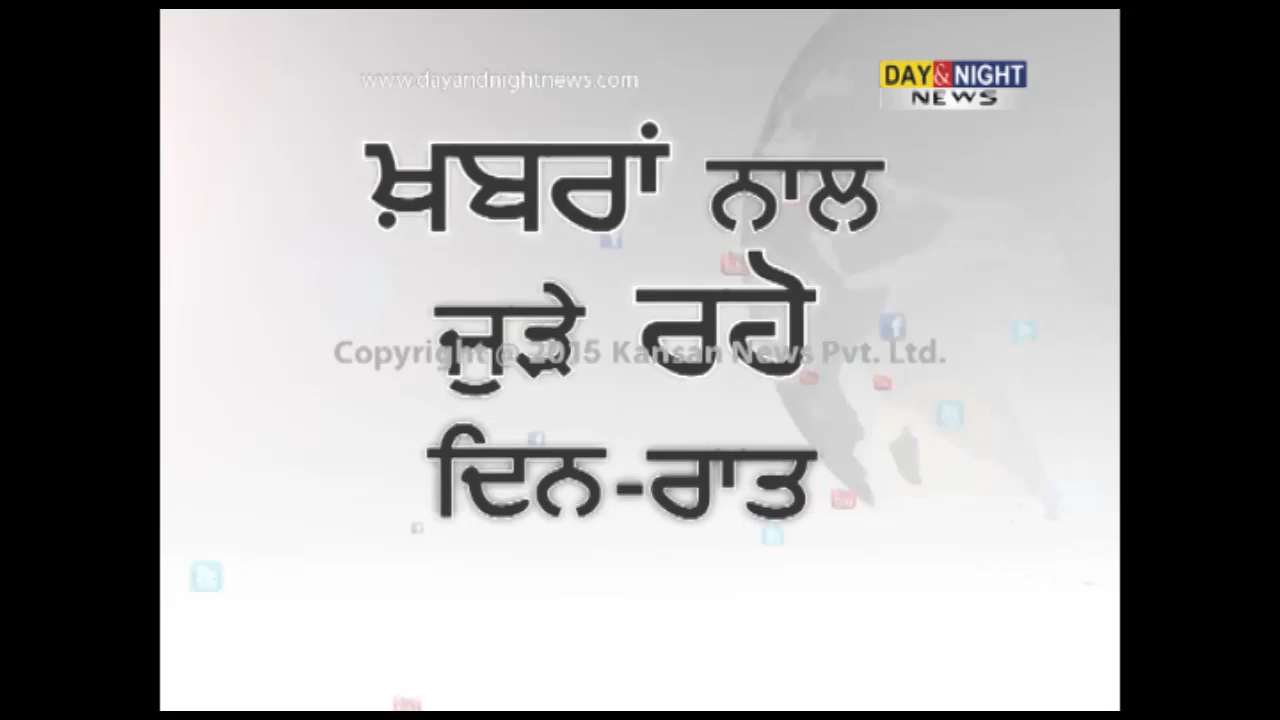 www.dayandnightnews.com
DAY & NIGHT
NEWS
ਖ਼ਬਰਾਂ ਨਾਲ
ਜੁੜੇ ਰਹੋ
Copyright @ 2015 Kansan News Pvt. Ltd.
ਦਿਨ-ਰਾਤ